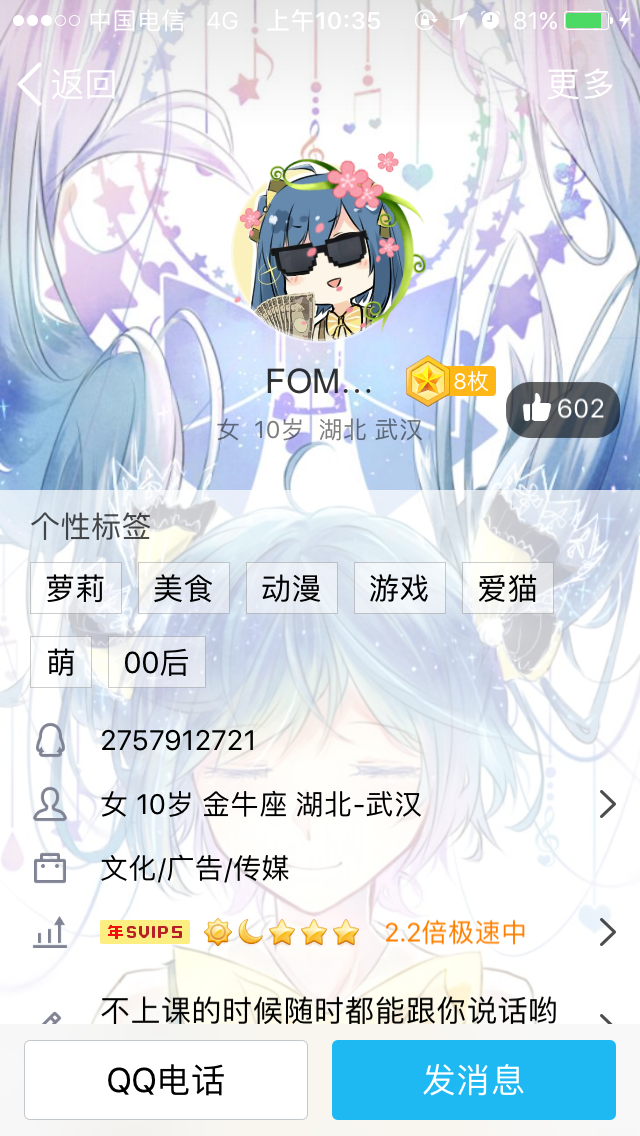 中国电信 4G 上午10:35 81%
返回 更多
FOM... 8枚
602
女 10岁 湖北 武汉
个性标签
萝莉 美食 动漫 游戏 爱猫
萌 00后
2757912721
女 10岁 金牛座 湖北-武汉
文化/广告/传媒
年SVIP5 2.2倍极速中
不上课的时候随时都能跟你说话哟
QQ电话 发消息